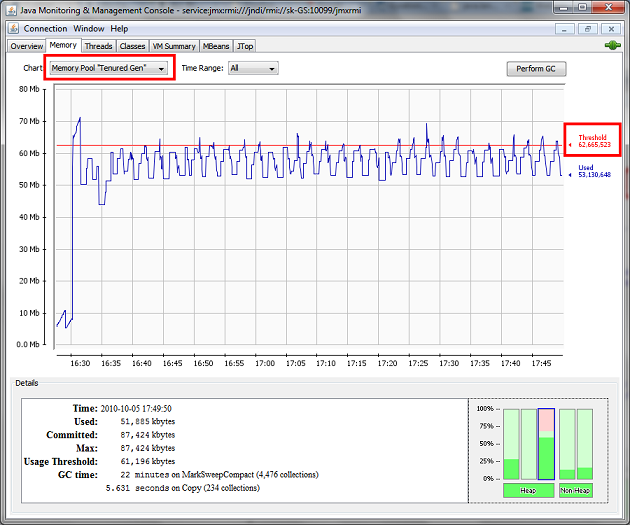 Java Monitoring & Management Console - service:jmx:rmi:///jndi/rmi://sk-GS:10099/jmxrmi
Connection Window Help
Overview Memory Threads Classes VM Summary MBeans JTop
Chart: Memory Pool "Tenured Gen" Time Range: All Perform GC
80 Mb
70 Mb
60 Mb
50 Mb
40 Mb
30 Mb
20 Mb
10 Mb
0.0 Mb
Threshold
62,665,523
Used
53,130,648
16:30 16:35 16:40 16:45 16:50 16:55 17:00 17:05 17:10 17:15 17:20 17:25 17:30 17:35 17:40 17:45
Details
Time: 2010-10-05 17:49:50
Used: 51,885 kbytes
Committed: 87,424 kbytes
Max: 87,424 kbytes
Usage Threshold: 61,196 kbytes
GC time: 22 minutes on MarkSweepCompact (4,476 collections)
5.631 seconds on Copy (234 collections)
100% --
75% --
50% --
25% --
0% --
Heap Non-Heap